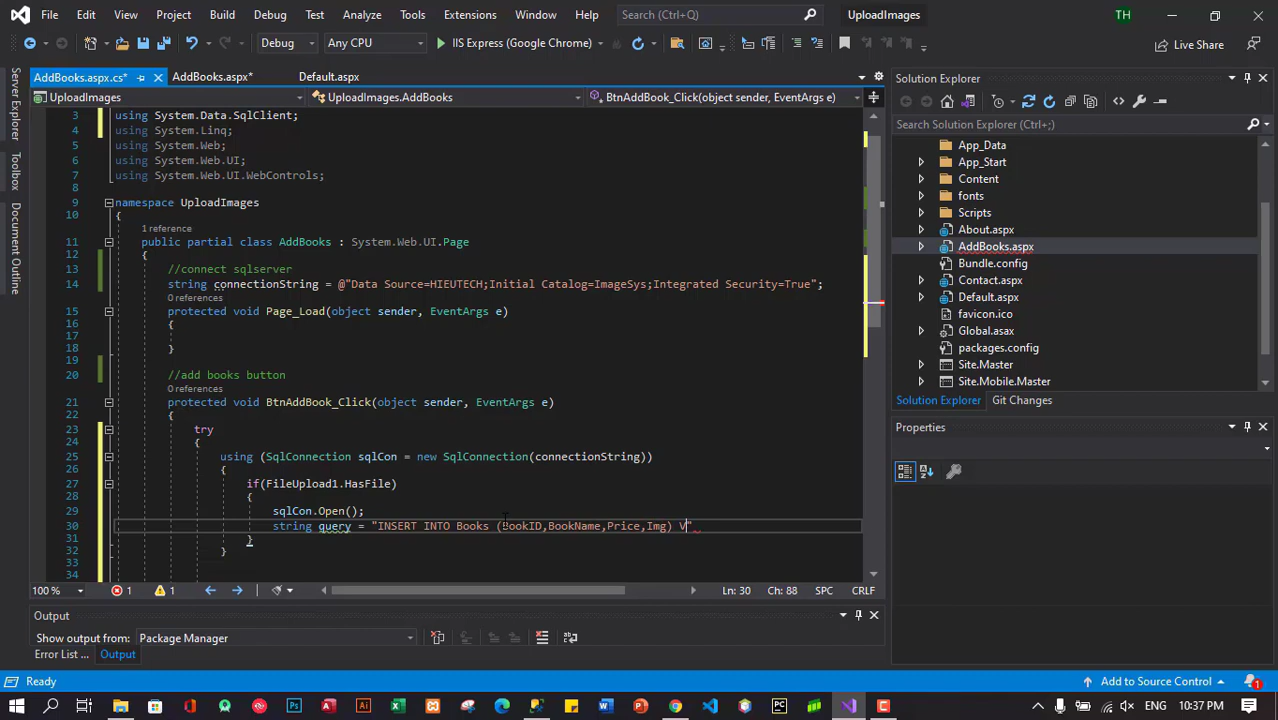 File Edit View Git Project Build Debug Test Analyze Tools Extensions Window Help Search (Ctrl+Q) UploadImages TH
Debug Any CPU IIS Express (Google Chrome) Live Share
AddBooks.aspx.cs* AddBooks.aspx* Default.aspx
UploadImages UploadImages.AddBooks BtnAddBook_Click(object sender, EventArgs e)
Server Explorer
Toolbox
Document Outline
3 using System.Data.SqlClient;
4 using System.Linq;
5 using System.Web;
6 using System.Web.UI;
7 using System.Web.UI.WebControls;
8
9 namespace UploadImages
10 {
1 reference
11 public partial class AddBooks : System.Web.UI.Page
12 {
13 //connect sqlserver
14 string connectionString = @"Data Source=HIEUTECH;Initial Catalog=ImageSys;Integrated Security=True";
0 references
15 protected void Page_Load(object sender, EventArgs e)
16 {
17
18 }
19
20 //add books button
0 references
21 protected void BtnAddBook_Click(object sender, EventArgs e)
22 {
23 try
24 {
25 using (SqlConnection sqlCon = new SqlConnection(connectionString))
26 {
27 if(FileUpload1.HasFile)
28 {
29 sqlCon.Open();
30 string query = "INSERT INTO Books (BookID,BookName,Price,Img) V"
31 }
32 }
33
34
100 % 1 1 Ln: 30 Ch: 88 SPC CRLF
Output
Show output from: Package Manager
Error List ... Output
Solution Explorer
Search Solution Explorer (Ctrl+;)
App_Data
App_Start
Content
fonts
Scripts
About.aspx
AddBooks.aspx
Bundle.config
Contact.aspx
Default.aspx
favicon.ico
Global.asax
packages.config
Site.Master
Site.Mobile.Master
Solution Explorer Git Changes
Properties
Ready Add to Source Control 1
ENG 10:37 PM